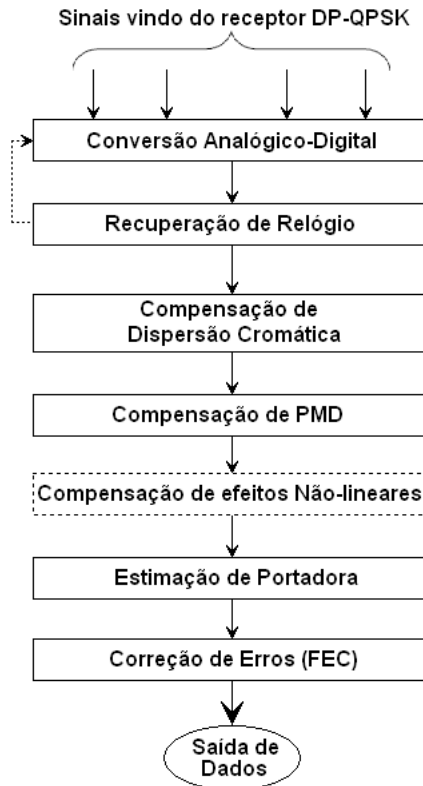 Sinais vindo do receptor DP-QPSK
Conversão Analógico-Digital
Recuperação de Relógio
Compensação de
Dispersão Cromática
Compensação de PMD
Compensação de efeitos Não-lineares
Estimação de Portadora
Correção de Erros (FEC)
Saída de
Dados